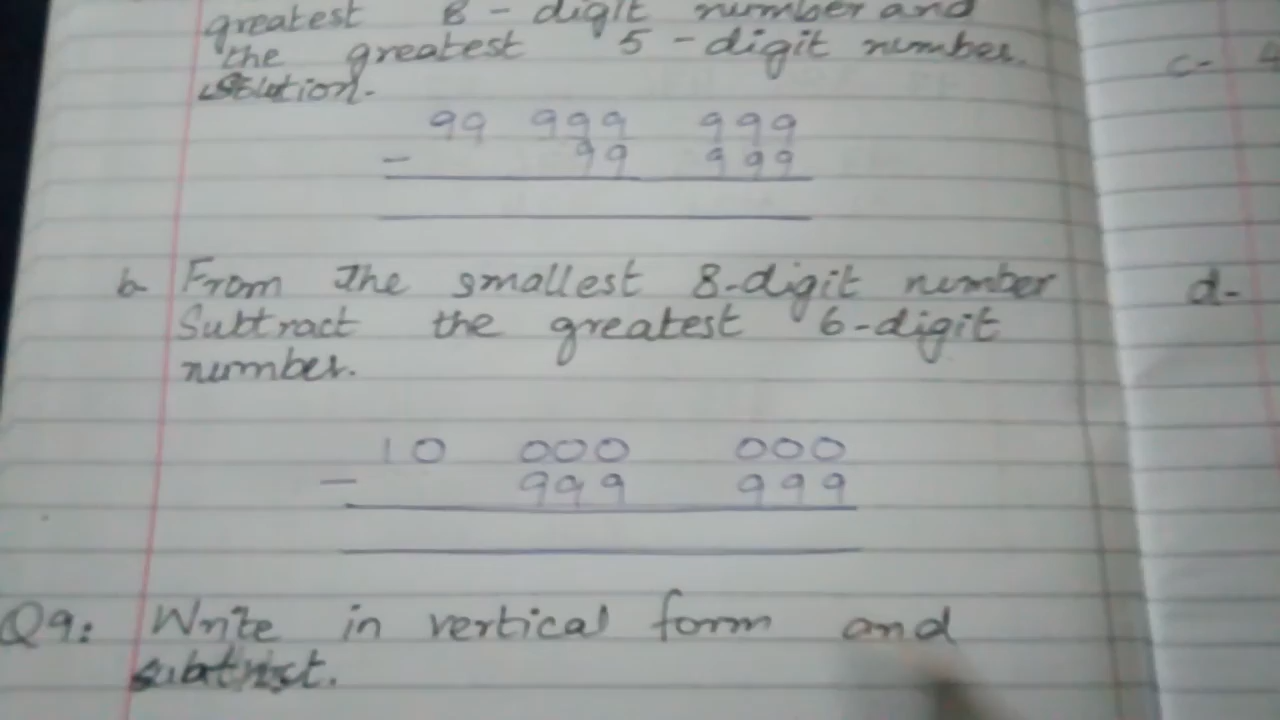 greatest 8 - digit number and
the greatest 5 - digit number.
Solution.
99 999 999
- 99 999
b- From the smallest 8-digit number
Subtract the greatest 6-digit
number.
10 000 000
- 999 999
Q9: Write in vertical form and
subtract.
c- 4
d-